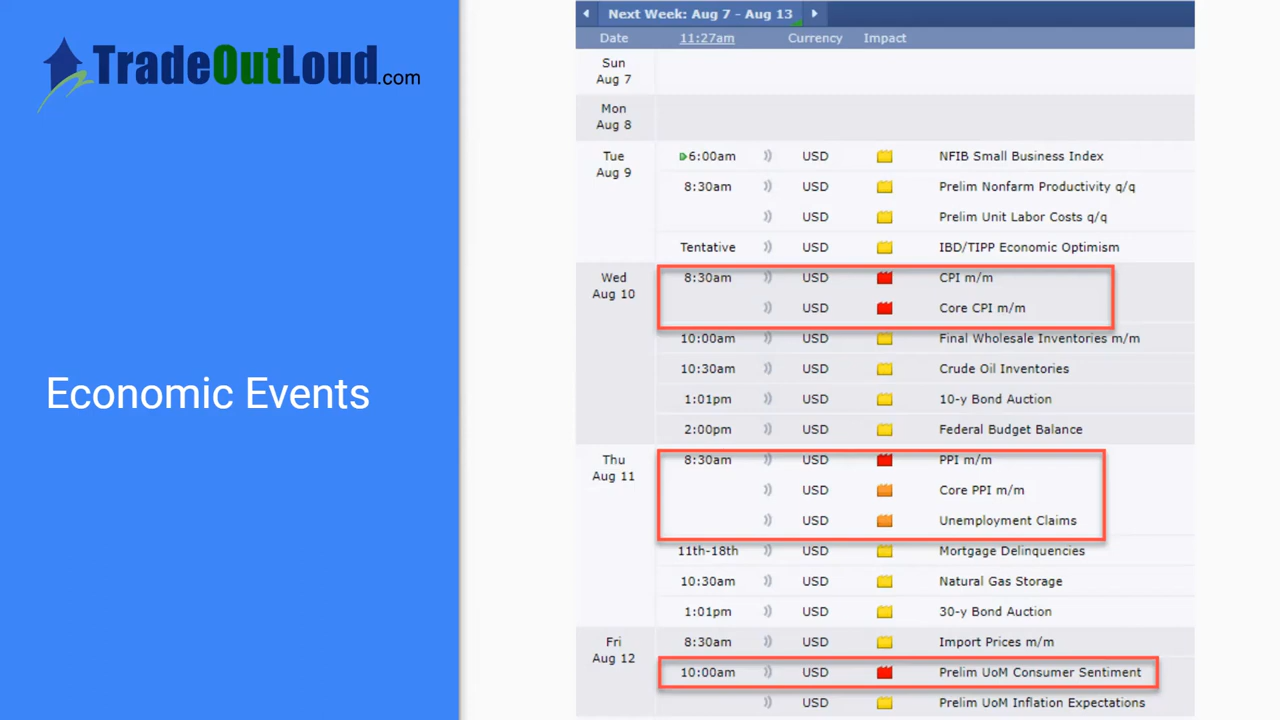 TradeOutLoud.com
Economic Events
Next Week: Aug 7 - Aug 13
Date 11:27am Currency Impact
Sun
Aug 7
Mon
Aug 8
Tue
Aug 9
6:00am USD NFIB Small Business Index
8:30am USD Prelim Nonfarm Productivity q/q
USD Prelim Unit Labor Costs q/q
Tentative USD IBD/TIPP Economic Optimism
Wed
Aug 10
8:30am USD CPI m/m
USD Core CPI m/m
10:00am USD Final Wholesale Inventories m/m
10:30am USD Crude Oil Inventories
1:01pm USD 10-y Bond Auction
2:00pm USD Federal Budget Balance
Thu
Aug 11
8:30am USD PPI m/m
USD Core PPI m/m
USD Unemployment Claims
11th-18th USD Mortgage Delinquencies
10:30am USD Natural Gas Storage
1:01pm USD 30-y Bond Auction
Fri
Aug 12
8:30am USD Import Prices m/m
10:00am USD Prelim UoM Consumer Sentiment
USD Prelim UoM Inflation Expectations